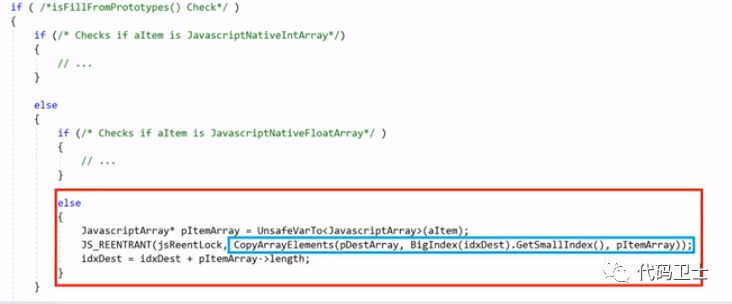 if ( /*isFillFromPrototypes() Check*/ )
{
if (/* Checks if aItem is JavascriptNativeIntArray*/)
{
// ...
}
else
{
if (/* Checks if aItem is JavascriptNativeFloatArray*/ )
{
// ...
}
else
{
JavascriptArray* pItemArray = UnsafeVarTo<JavascriptArray>(aItem);
JS_REENTRANT(jsReentLock, CopyArrayElements(pDestArray, BigIndex(idxDest).GetSmallIndex(), pItemArray));
idxDest = idxDest + pItemArray->length;
}
}
代码卫士